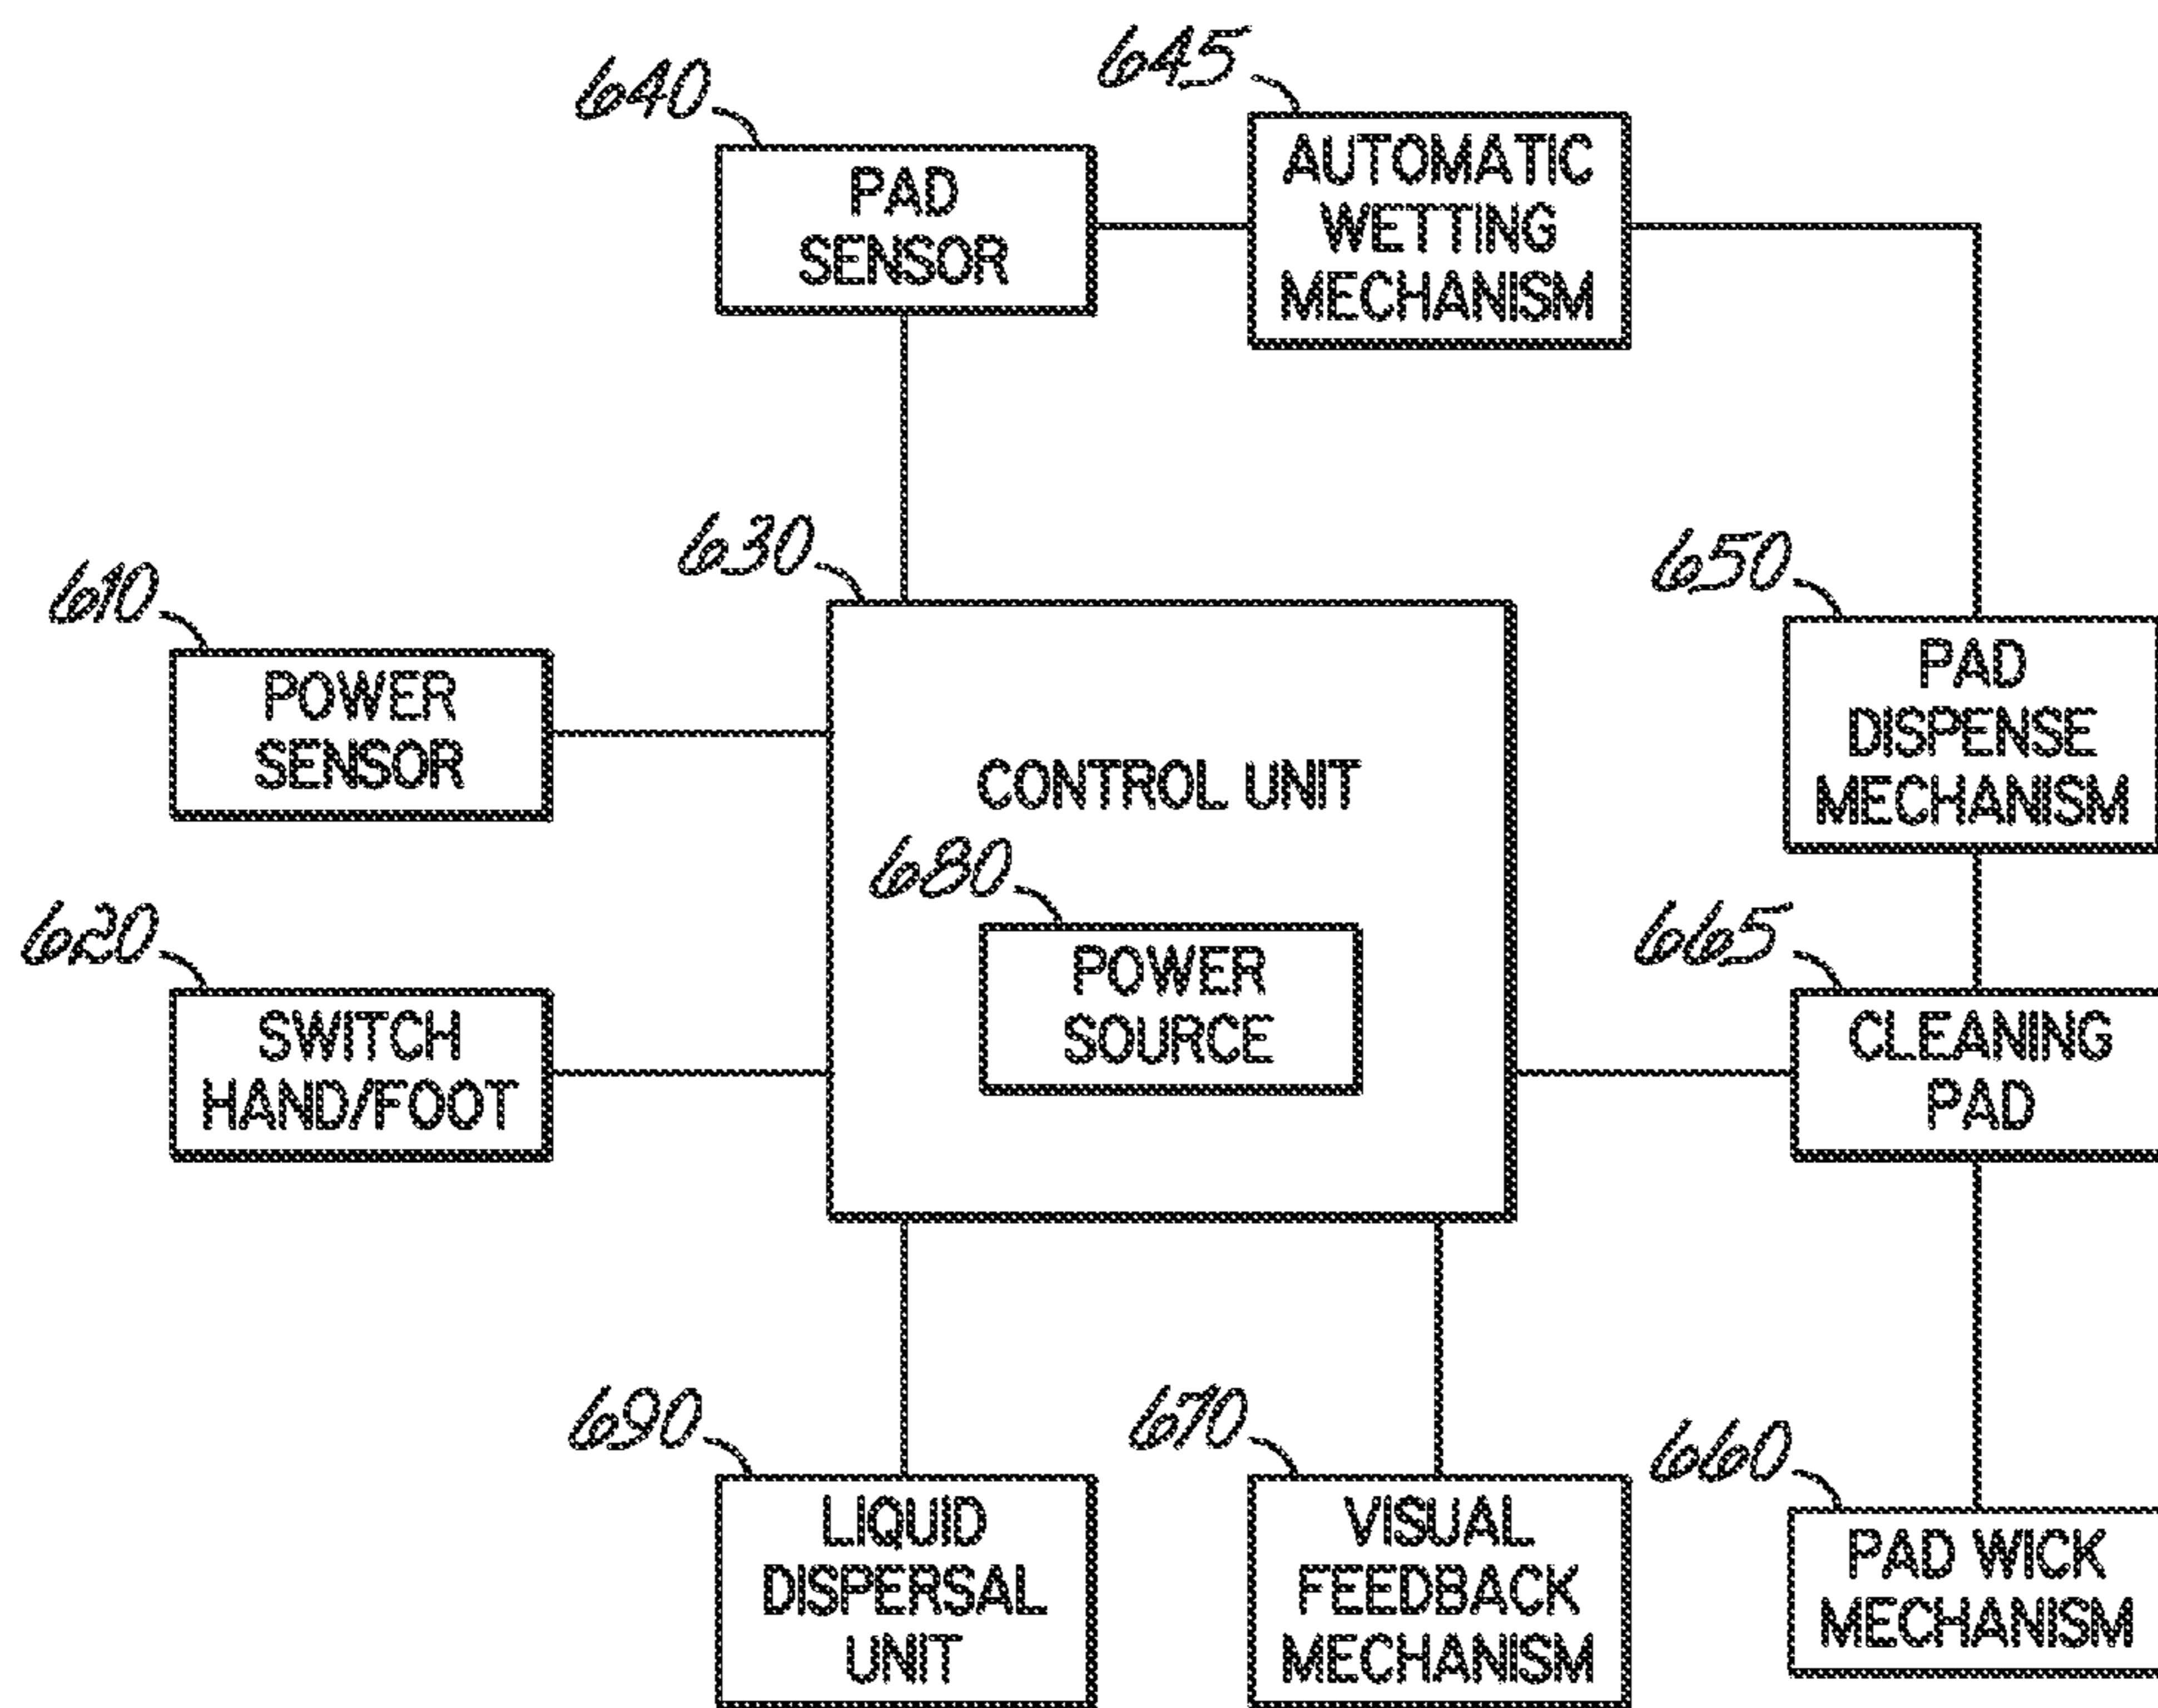 640
PAD
SENSOR
645
AUTOMATIC
WETTING
MECHANISM
610
POWER
SENSOR
630
CONTROL UNIT
650
PAD
DISPENSE
MECHANISM
680
POWER
SOURCE
620
SWITCH
HAND/FOOT
665
CLEANING
PAD
690
LIQUID
DISPERSAL
UNIT
670
VISUAL
FEEDBACK
MECHANISM
660
PAD WICK
MECHANISM